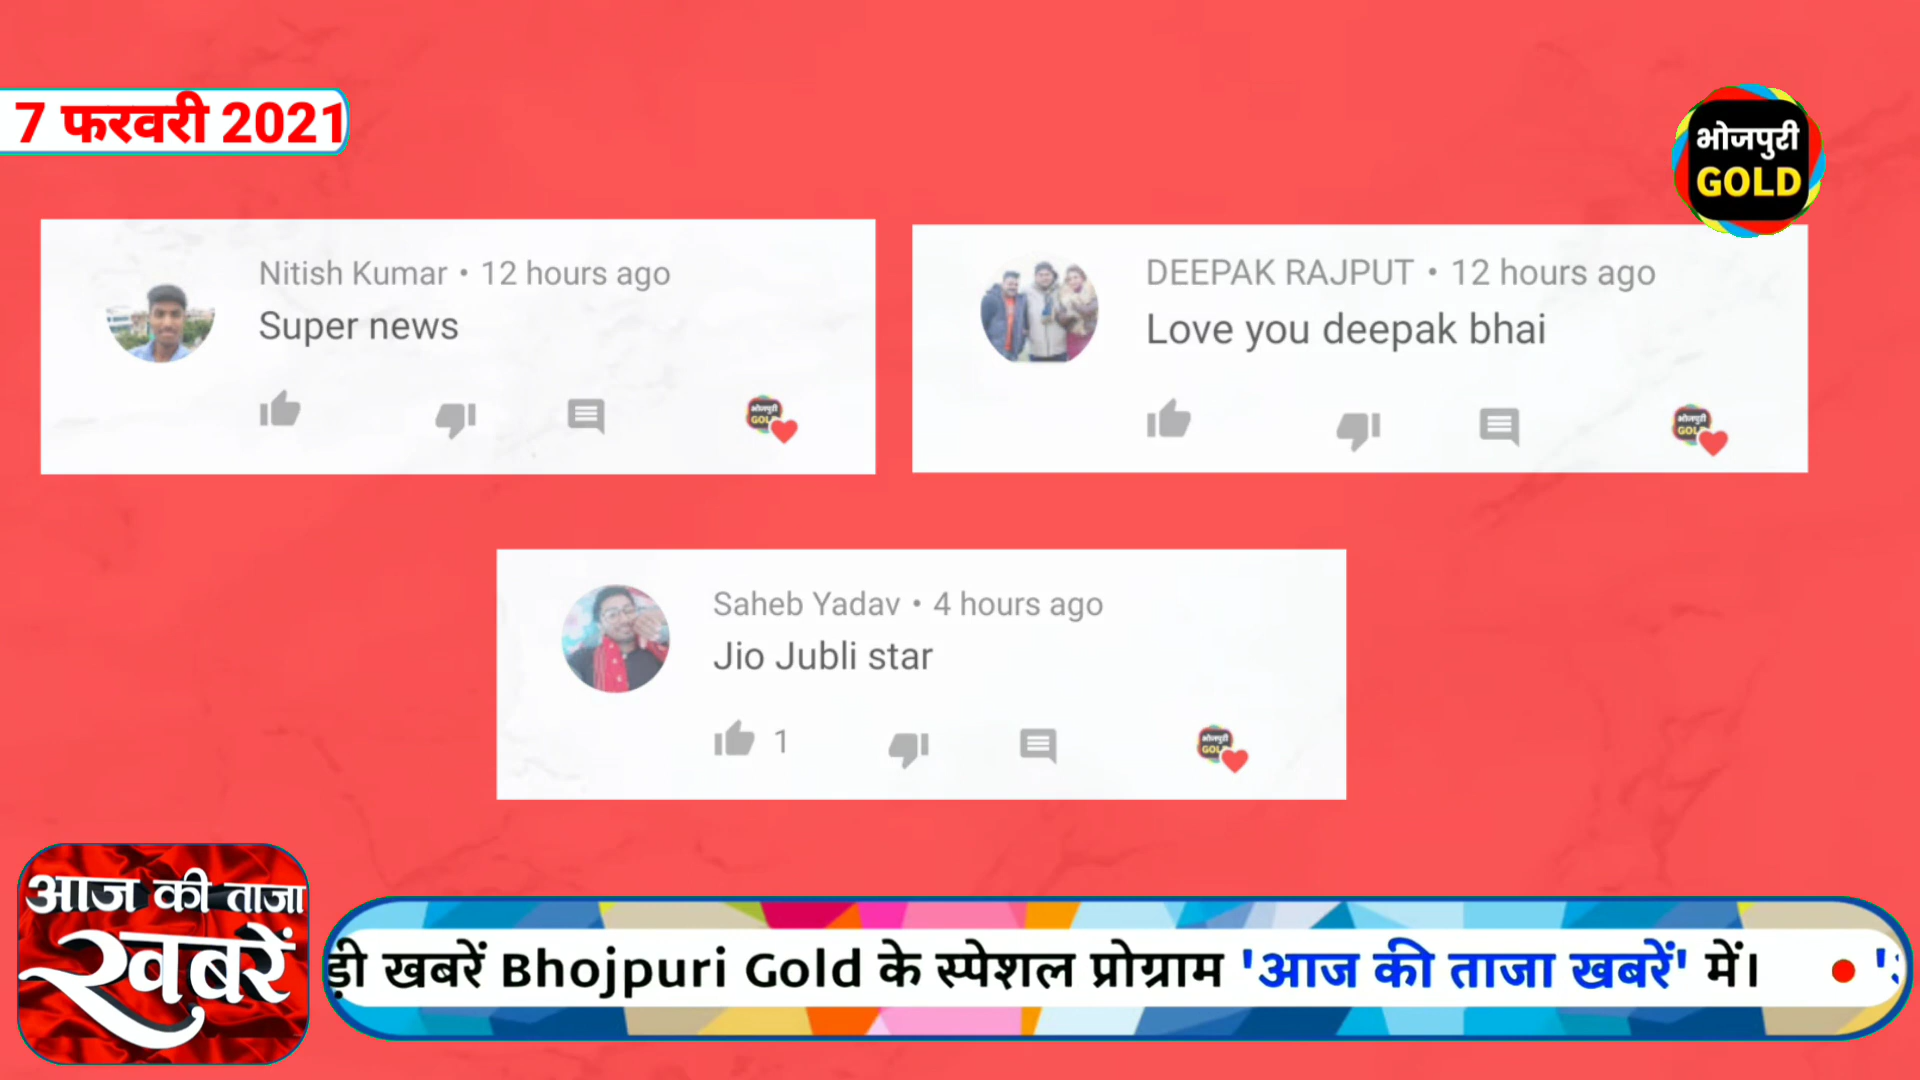 7 फरवरी 2021
भोजपुरी
GOLD
Nitish Kumar • 12 hours ago
Super news
DEEPAK RAJPUT • 12 hours ago
Love you deepak bhai
Saheb Yadav • 4 hours ago
Jio Jubli star
1
आज की ताजा
खबरें
ड़ी खबरें Bhojpuri Gold के स्पेशल प्रोग्राम 'आज की ताजा खबरें' में।